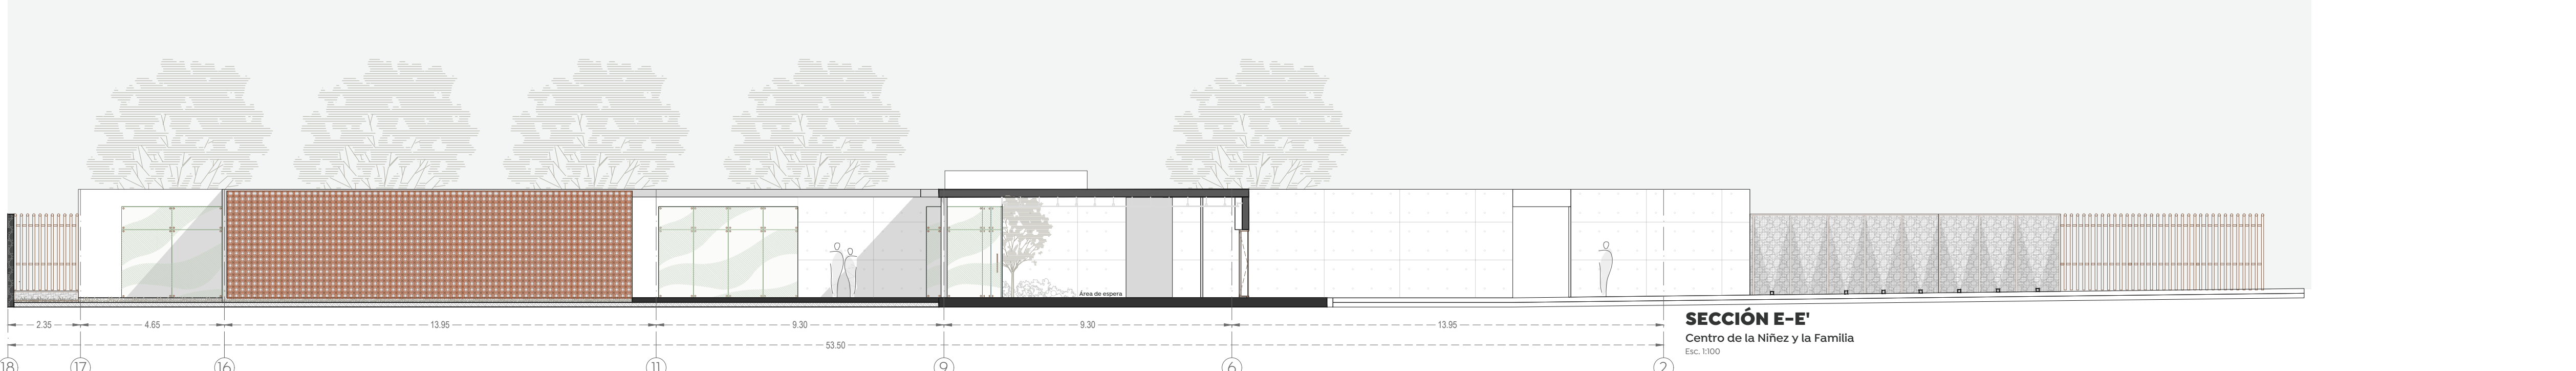 Área de espera
2.35 4.65 13.95 9.30 9.30 13.95
53.50
18 17 16 11 9 6 2
SECCIÓN E-E'
Centro de la Niñez y la Familia
Esc. 1:100